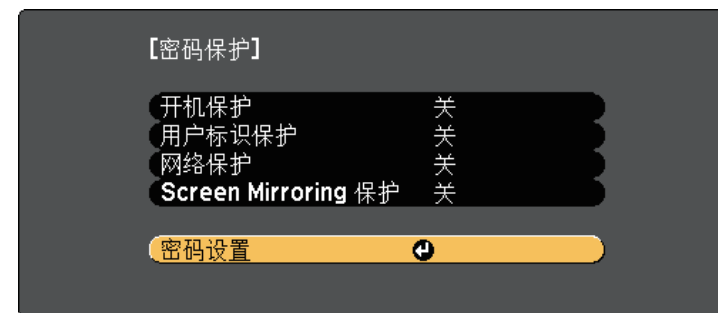 [密码保护]
开机保护 关
用户标识保护 关
网络保护 关
Screen Mirroring 保护 关
密码设置